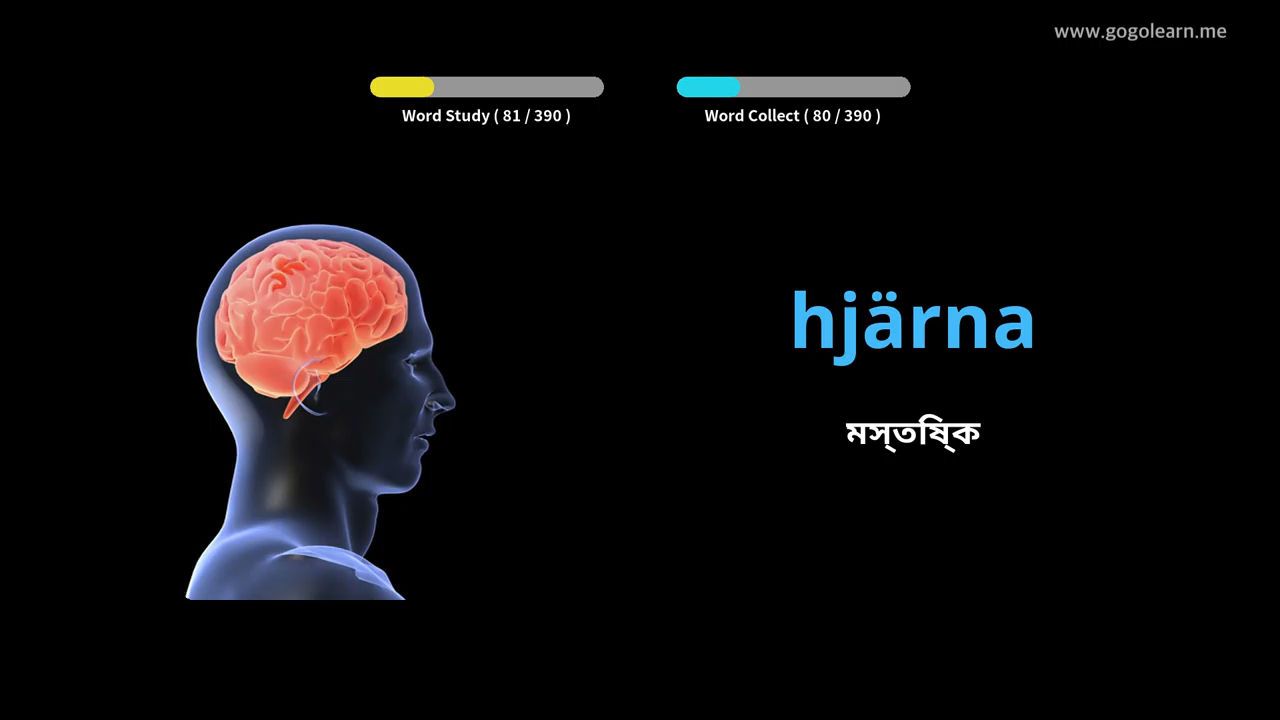 www.gogolearn.me
Word Study ( 81 / 390 )
Word Collect ( 80 / 390 )
hjärna
মস্তিষ্ক